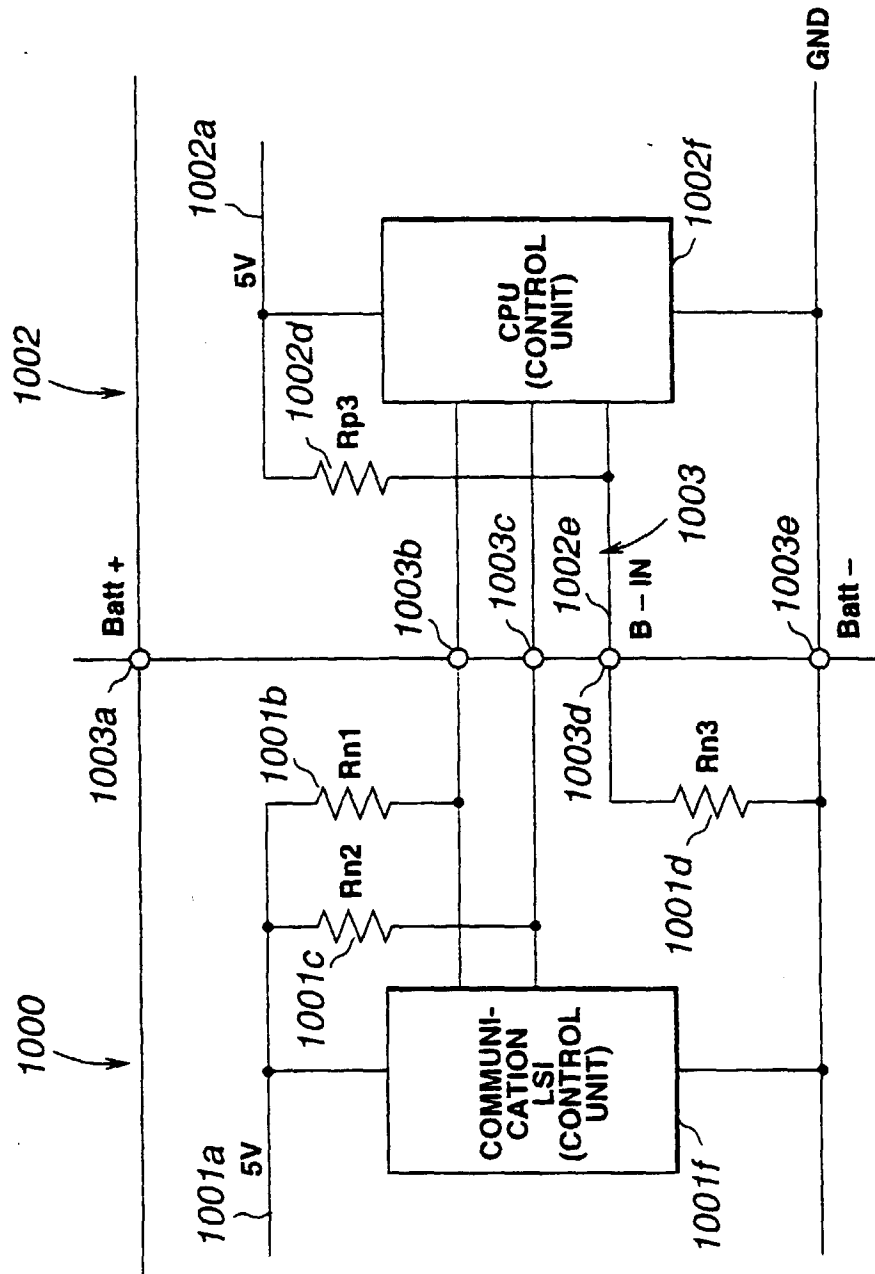 1000
1002
Batt +
1003a
1001a
5V
5V
1002a
1001b
Rn1
Rn2
1001c
1002d
Rp3
1003b
1003c
1002e
1003
B – IN
1003d
COMMUNI-
CATION
LSI
(CONTROL
UNIT)
1001f
CPU
(CONTROL
UNIT)
1002f
Rn3
1001d
1003e
Batt –
GND